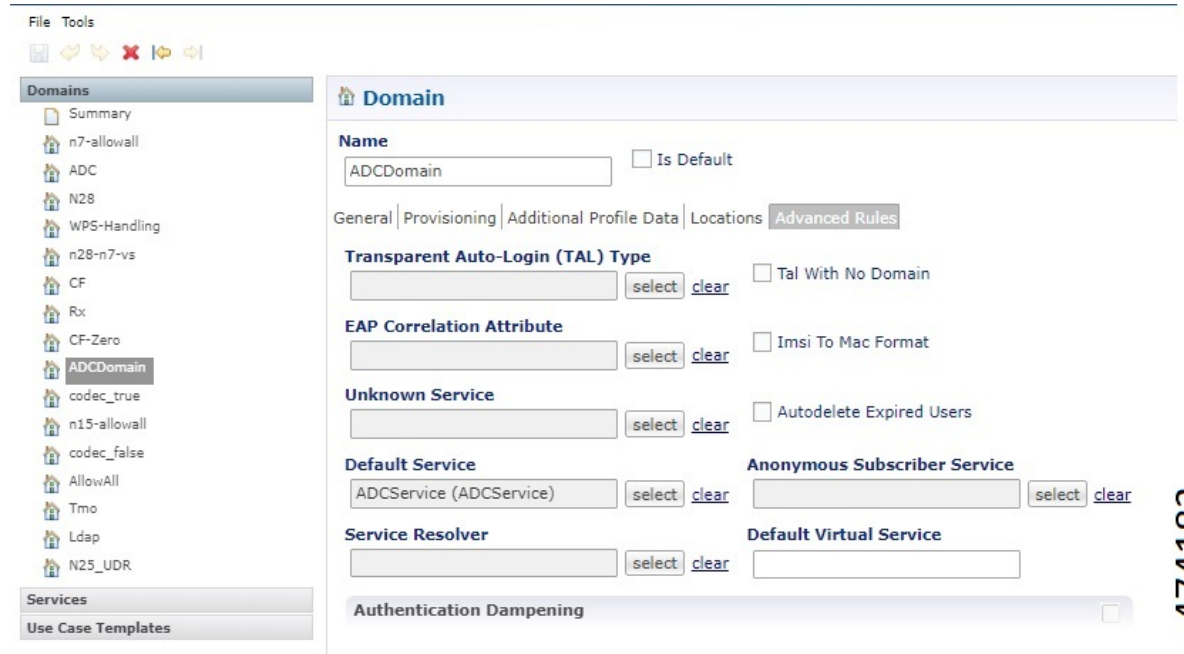 File Tools
Domains
Summary
n7-allowall
ADC
N28
WPS-Handling
n28-n7-vs
CF
Rx
CF-Zero
ADCDomain
codec_true
n15-allowall
codec_false
AllowAll
Tmo
Ldap
N25_UDR
Services
Use Case Templates
Domain
Name
ADCDomain
Is Default
General Provisioning Additional Profile Data Locations Advanced Rules
Transparent Auto-Login (TAL) Type
select clear
Tal With No Domain
EAP Correlation Attribute
select clear
Imsi To Mac Format
Unknown Service
select clear
Autodelete Expired Users
Default Service
ADCService (ADCService) select clear
Anonymous Subscriber Service
select clear
Service Resolver
select clear
Default Virtual Service
Authentication Dampening